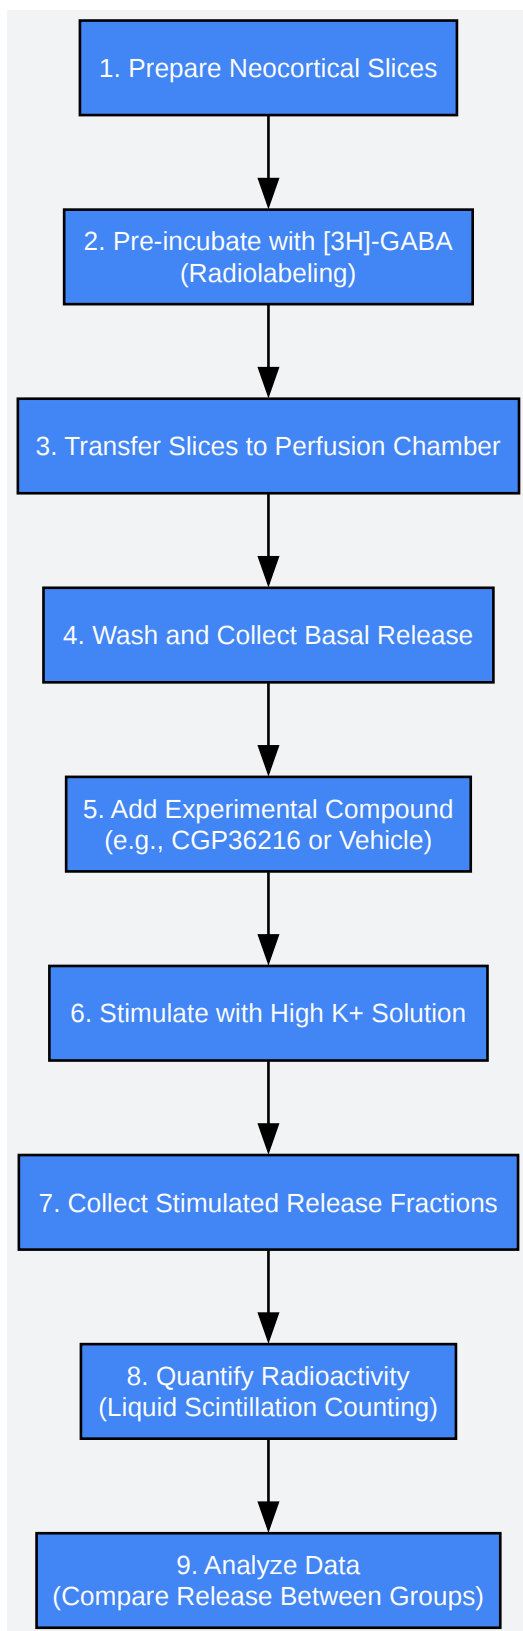 1. Prepare Neocortical Slices
2. Pre-incubate with [3H]-GABA
(Radiolabeling)
3. Transfer Slices to Perfusion Chamber
4. Wash and Collect Basal Release
5. Add Experimental Compound
(e.g., CGP36216 or Vehicle)
6. Stimulate with High K+ Solution
7. Collect Stimulated Release Fractions
8. Quantify Radioactivity
(Liquid Scintillation Counting)
9. Analyze Data
(Compare Release Between Groups)